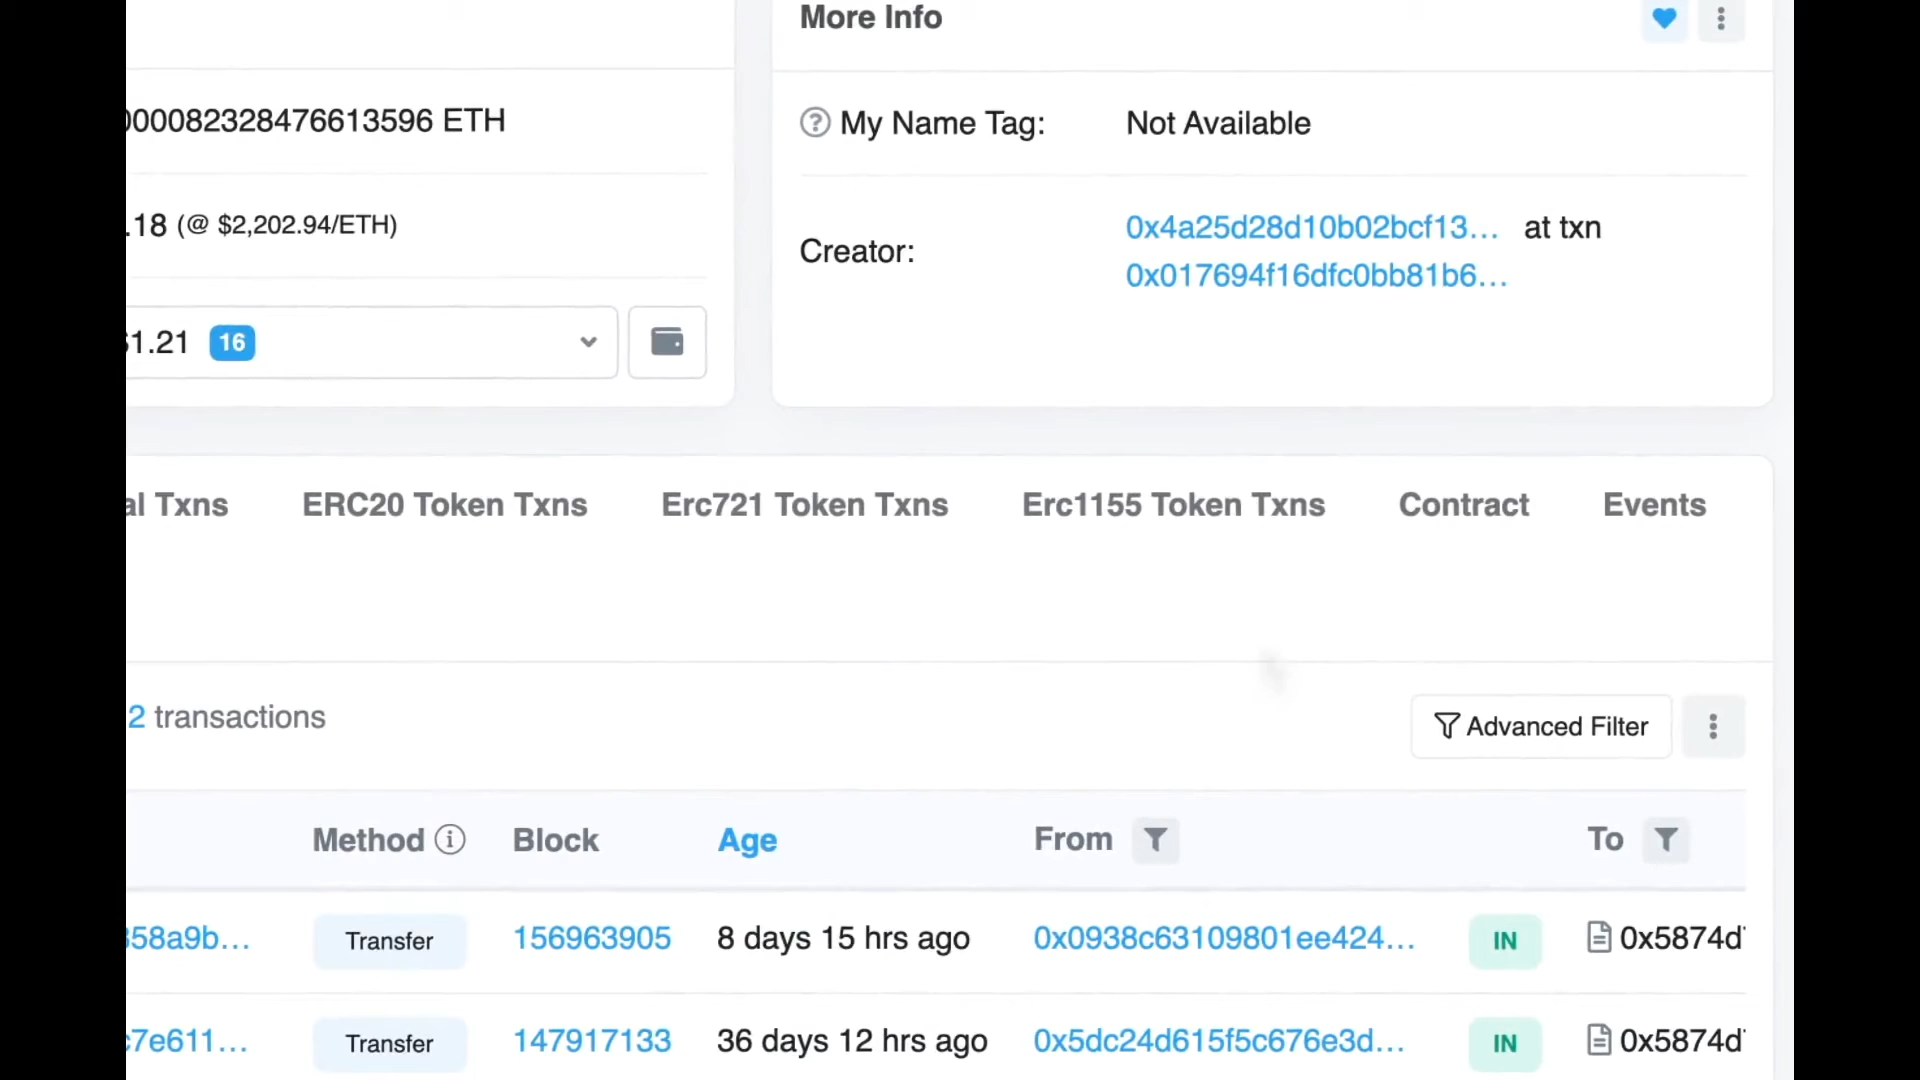 More Info
000082328476613596 ETH
My Name Tag: Not Available
.18 (@ $2,202.94/ETH)
Creator: 0x4a25d28d10b02bcf13... at txn
0x017694f16dfc0bb81b6...
1.21 16
al Txns ERC20 Token Txns Erc721 Token Txns Erc1155 Token Txns Contract Events
2 transactions
Advanced Filter
Method Block Age From To
58a9b... Transfer 156963905 8 days 15 hrs ago 0x0938c63109801ee424... IN 0x5874d
7e611... Transfer 147917133 36 days 12 hrs ago 0x5dc24d615f5c676e3d... IN 0x5874d